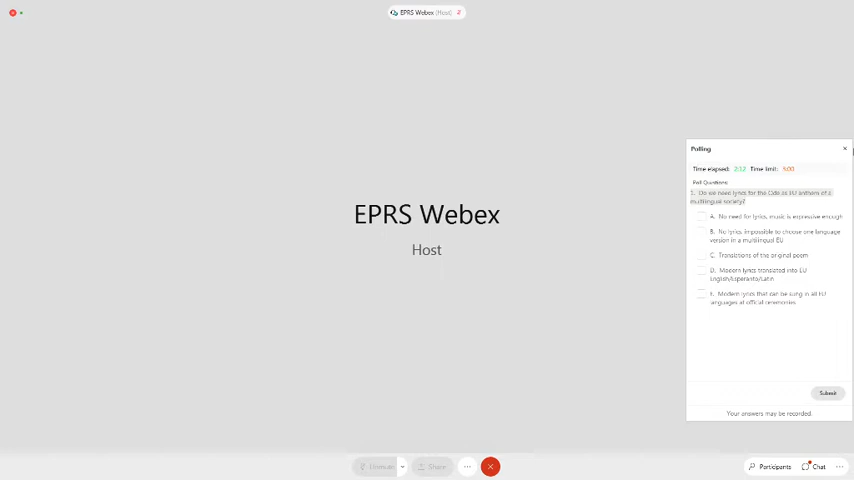 EPRS Webex (Host)
Polling
Time elapsed: 2:12 Time limit: 5:00
Poll Questions:
1. Do we need lyrics for the Ode as EU anthem of a
multilingual society?
A. No need for lyrics, music is expressive enough
B. No lyrics, impossible to choose one language
version in a multilingual EU
C. Translations of the original poem
D. Modern lyrics translated into EU
English/Esperanto/Latin
E. Modern lyrics that can be sung in all EU
languages at official ceremonies
EPRS Webex
Host
Submit
Your answers may be recorded.
Unmute
Share
Participants
Chat